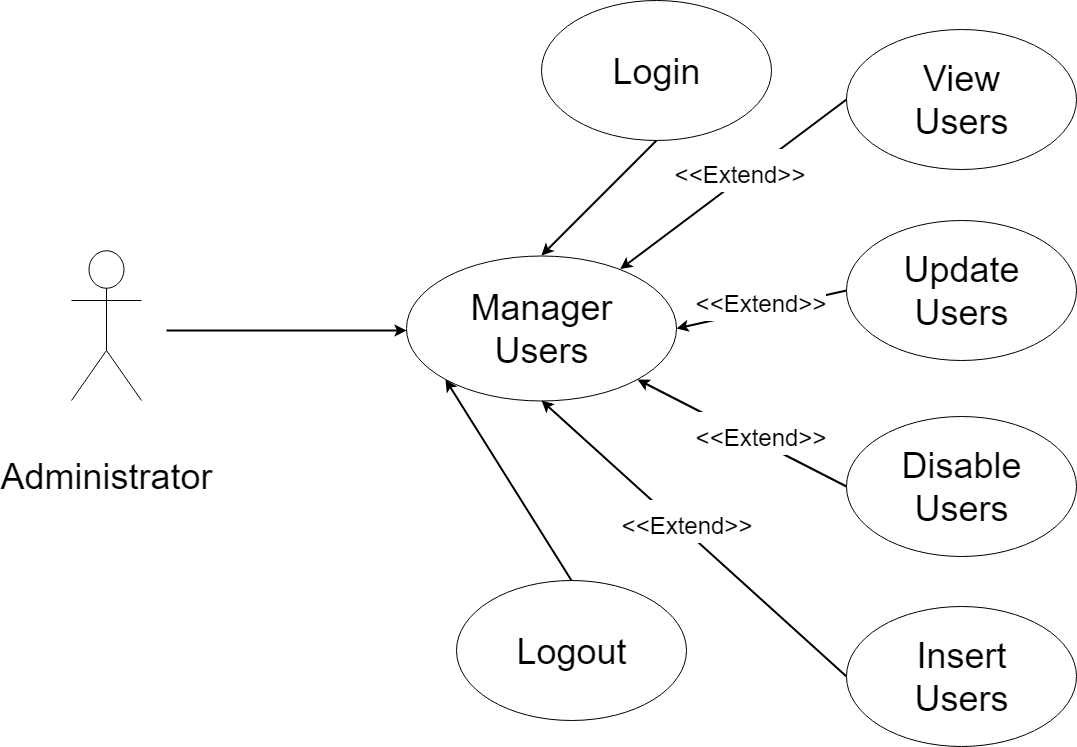 Login
View
Users
<<Extend>>
Update
Users
<<Extend>>
Manager
Users
Administrator
<<Extend>>
Disable
Users
<<Extend>>
Logout
Insert
Users